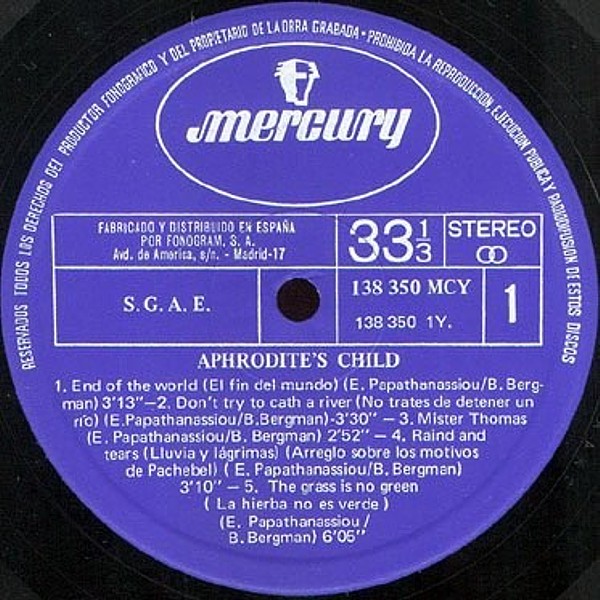 RESERVADOS TODOS LOS DERECHOS DEL PRODUCTOR FONOGRAFICO Y DEL PROPIETARIO DE LA OBRA GRABADA • PROHIBIDA LA REPRODUCCION, EJECUCION PUBLICA Y RADIODIFUSION DE ESTOS DISCOS
mercury
FABRICADO Y DISTRIBUIDO EN ESPAÑA
POR FONOGRAM, S. A.
Avd. de America, s/n. - Madrid-17
33 1/3
STEREO
S. G. A. E.
138 350 MCY
138 350 1Y.
1
APHRODITE'S CHILD
1. End of the world (El fin del mundo) (E. Papathanassiou/B. Berg-
man) 3'13''—2. Don't try to cath a river (No trates de detener un
río) (E.Papathanassiou/B.Bergman)-3'30'' — 3. Mister Thomas
(E. Papathanassiou/B. Bergman) 2'52'' — 4. Raind and
tears (Lluvia y lágrimas) (Arreglo sobre los motivos
de Pachebel) ( E. Papathanassiou/B. Bergman)
3'10'' — 5. The grass is no green
( La hierba no es verde )
(E. Papathanassiou /
B. Bergman) 6'05''